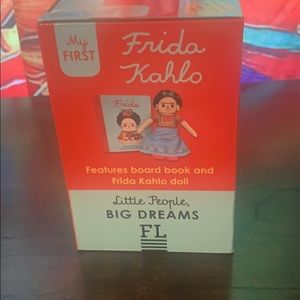 My
FIRST
Frida
Kahlo
Frida
Features board book and
Frida Kahlo doll
Little People,
BIG DREAMS
FL